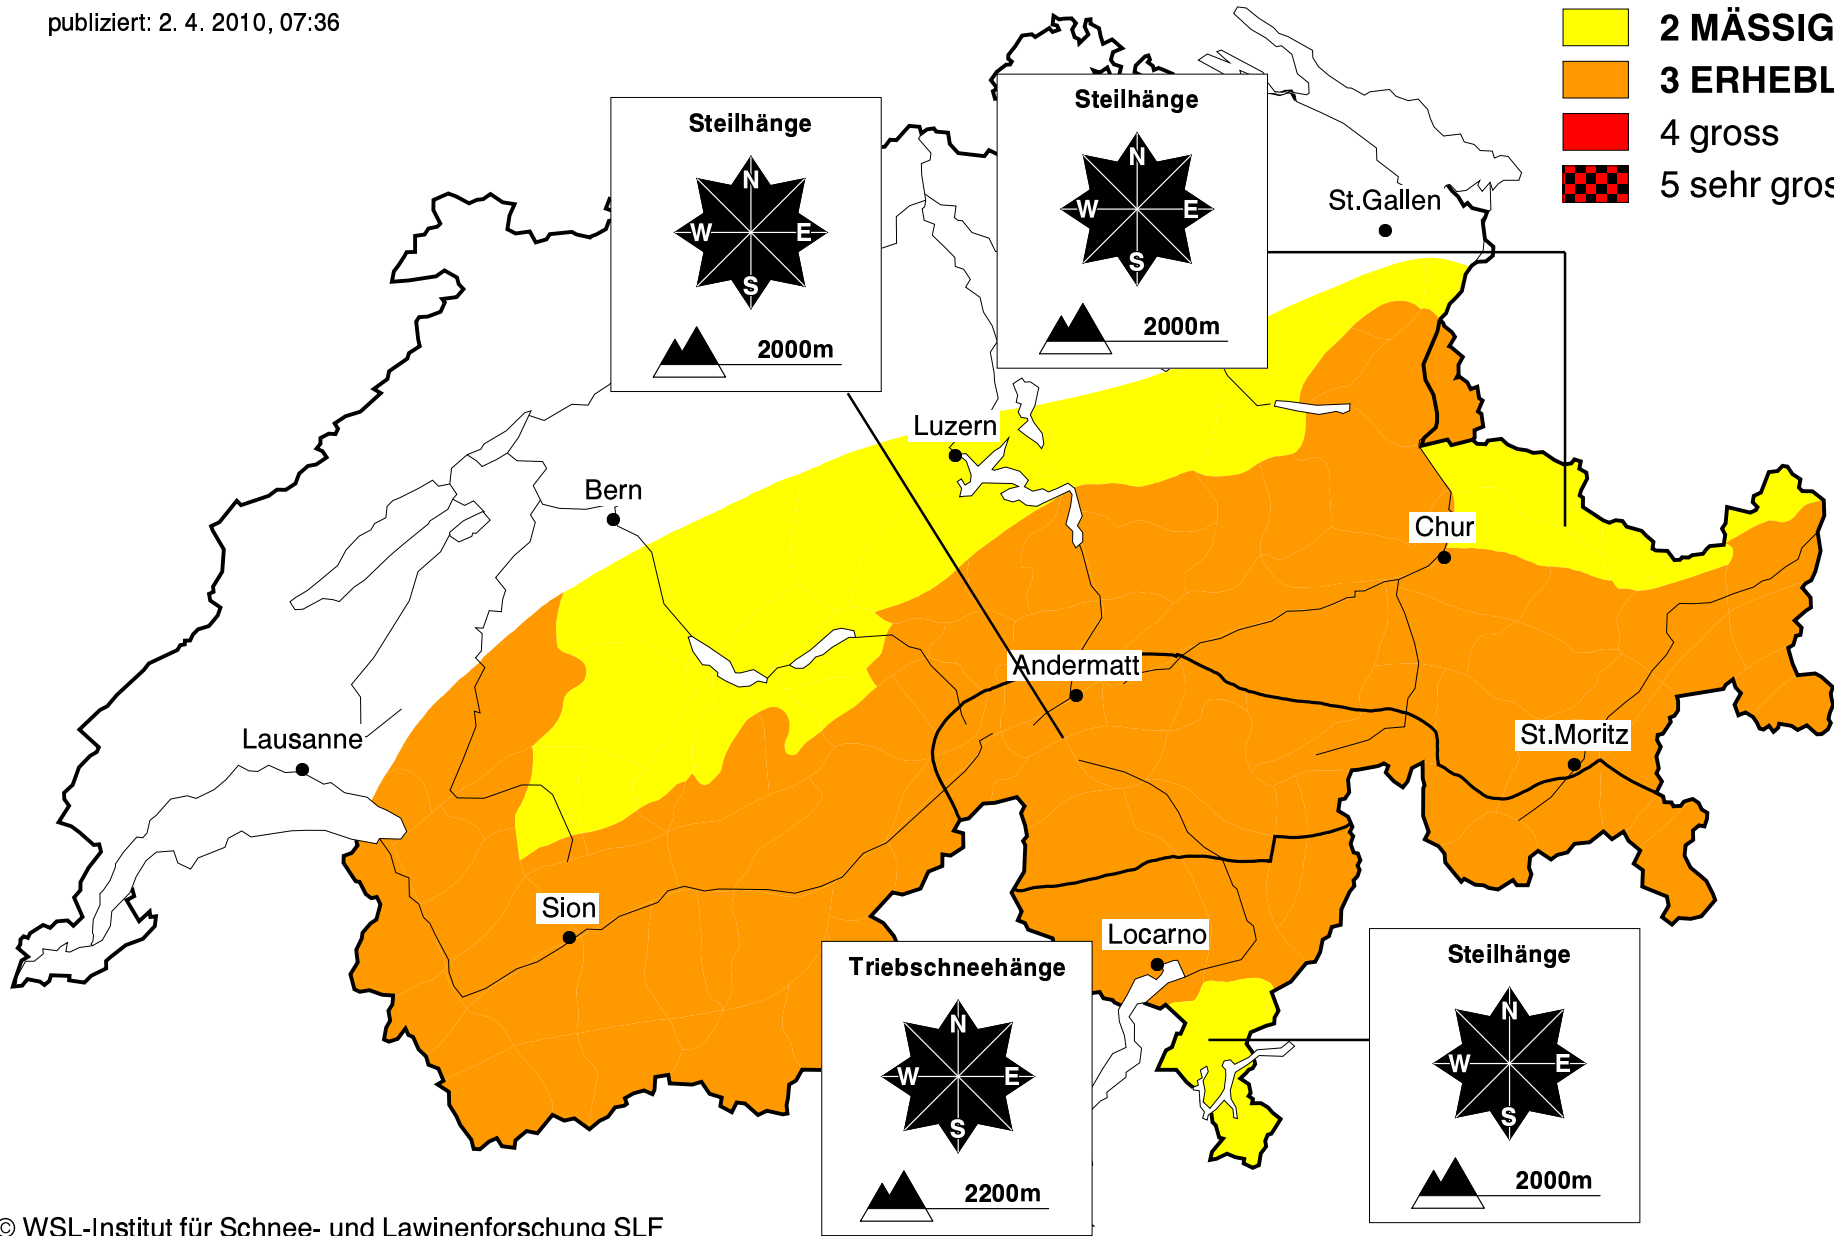 publiziert: 2. 4. 2010, 07:36
2 MÄSSIG
3 ERHEBL
4 gross
5 sehr gros
Steilhänge
N
W E
S
2000m
Steilhänge
N
W E
S
2000m
St.Gallen
Luzern
Bern
Chur
Andermatt
Lausanne
St.Moritz
Sion
Locarno
Triebschneehänge
N
W E
S
2200m
Steilhänge
N
W E
S
2000m
© WSL-Institut für Schnee- und Lawinenforschung SLF